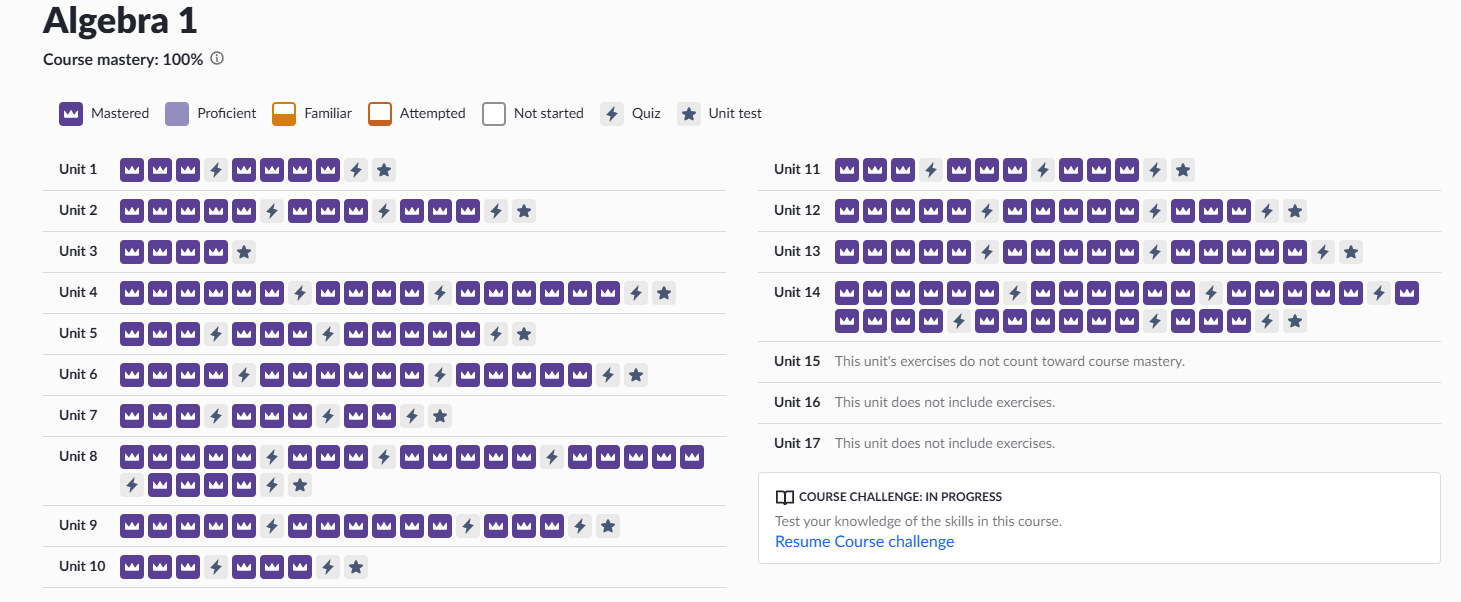 Algebra 1
Course mastery: 100%
Mastered Proficient Familiar Attempted Not started Quiz Unit test
Unit 1
Unit 2
Unit 3
Unit 4
Unit 5
Unit 6
Unit 7
Unit 8
Unit 9
Unit 10
Unit 11
Unit 12
Unit 13
Unit 14
Unit 15 This unit's exercises do not count toward course mastery.
Unit 16 This unit does not include exercises.
Unit 17 This unit does not include exercises.
COURSE CHALLENGE: IN PROGRESS
Test your knowledge of the skills in this course.
Resume Course challenge